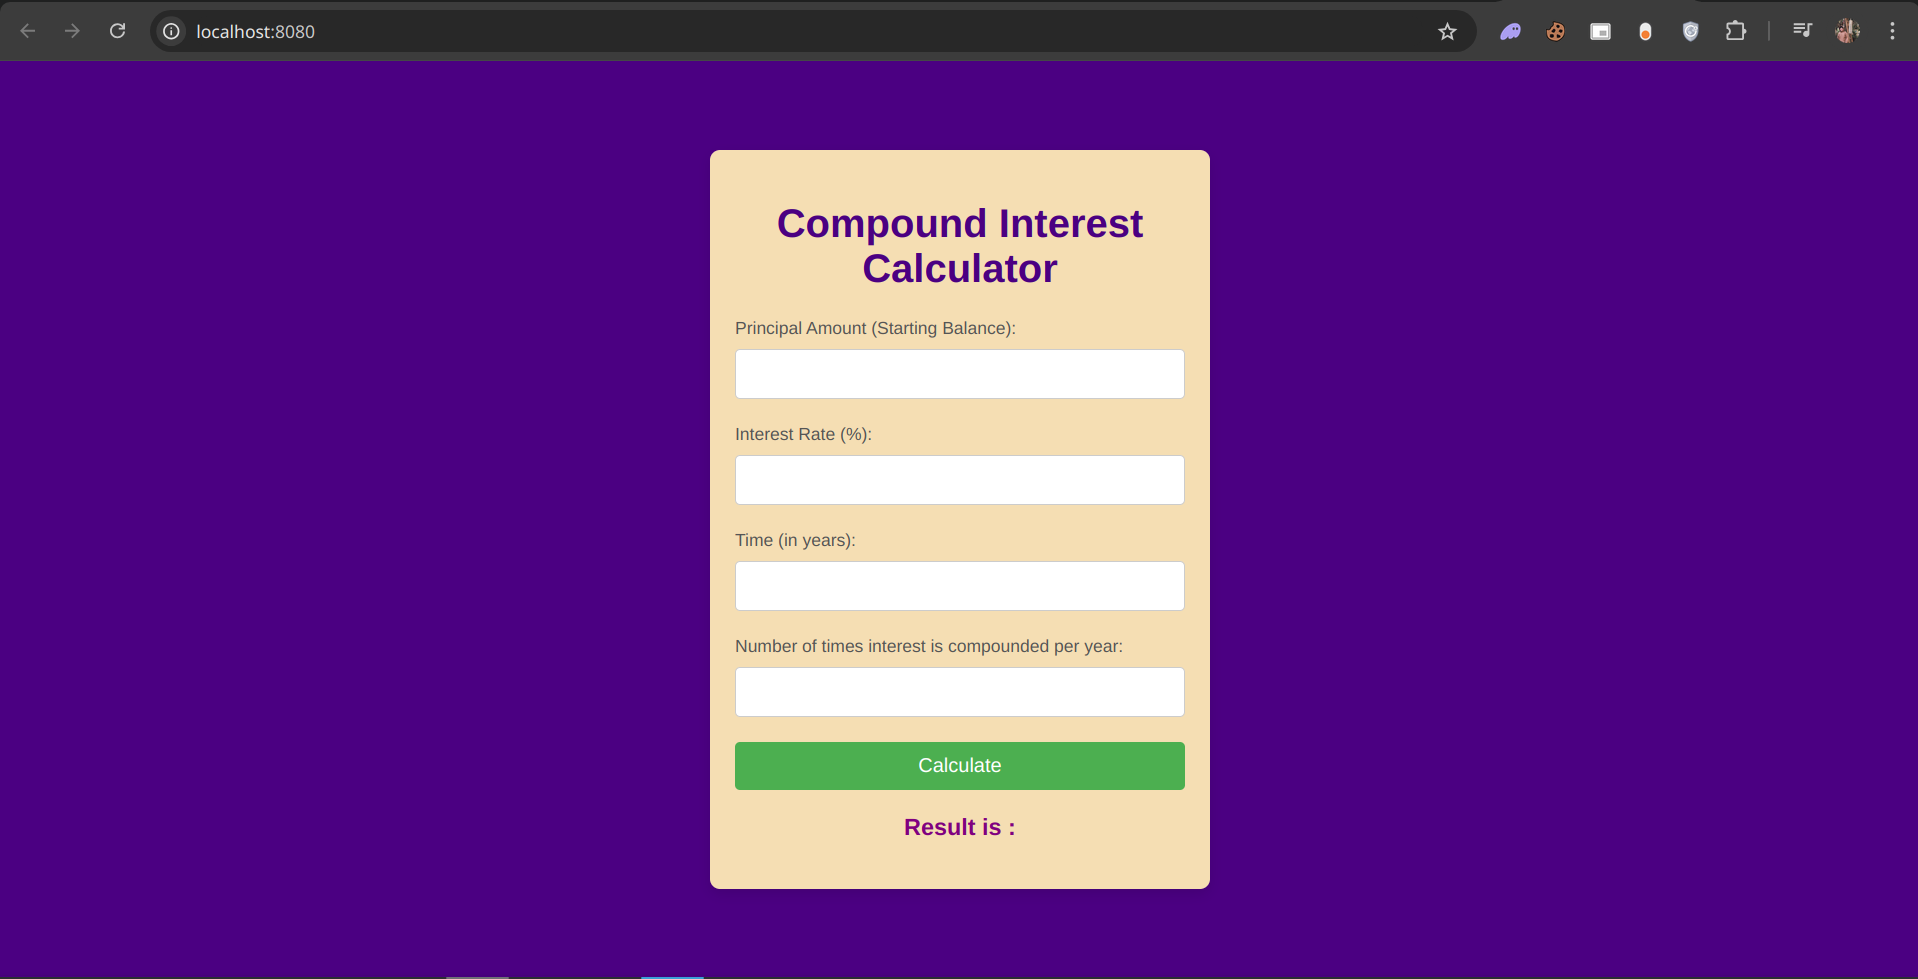 localhost:8080
Compound Interest
Calculator
Principal Amount (Starting Balance):
Interest Rate (%):
Time (in years):
Number of times interest is compounded per year:
Calculate
Result is :